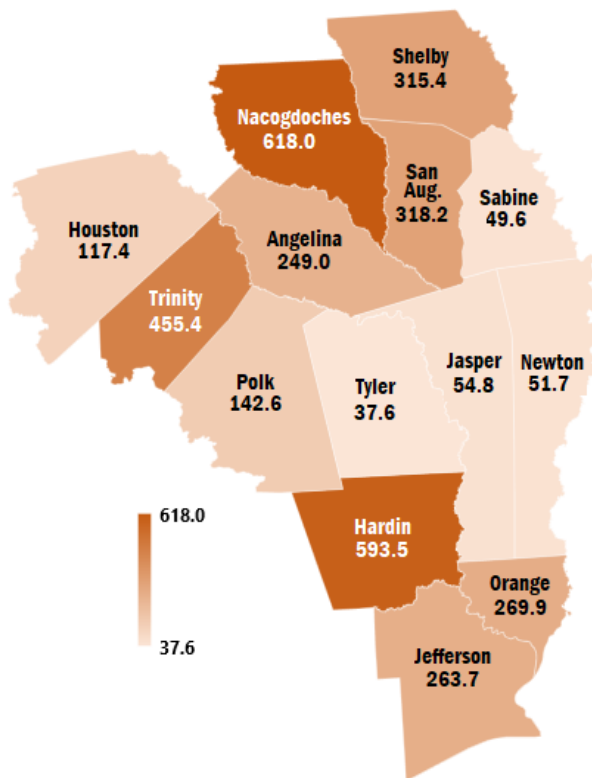 Shelby
315.4
Nacogdoches
618.0
San
Aug.
318.2
Sabine
49.6
Houston
117.4
Angelina
249.0
Trinity
455.4
Polk
142.6
Tyler
37.6
Jasper
54.8
Newton
51.7
618.0
37.6
Hardin
593.5
Orange
269.9
Jefferson
263.7